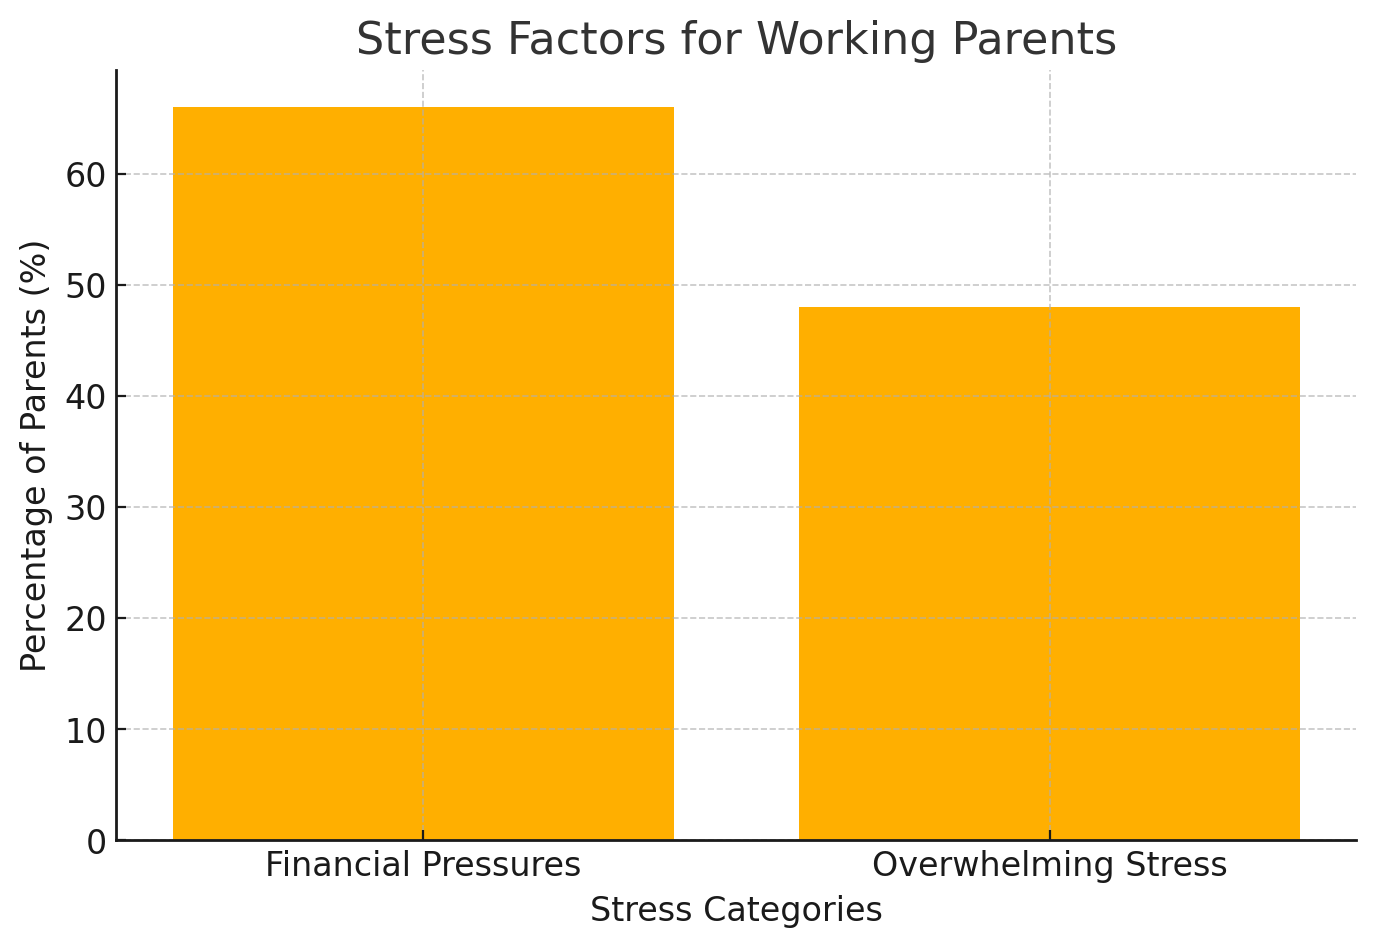 Stress Factors for Working Parents
Percentage of Parents (%)
60
50
40
30
20
10
0
Financial Pressures
Overwhelming Stress
Stress Categories